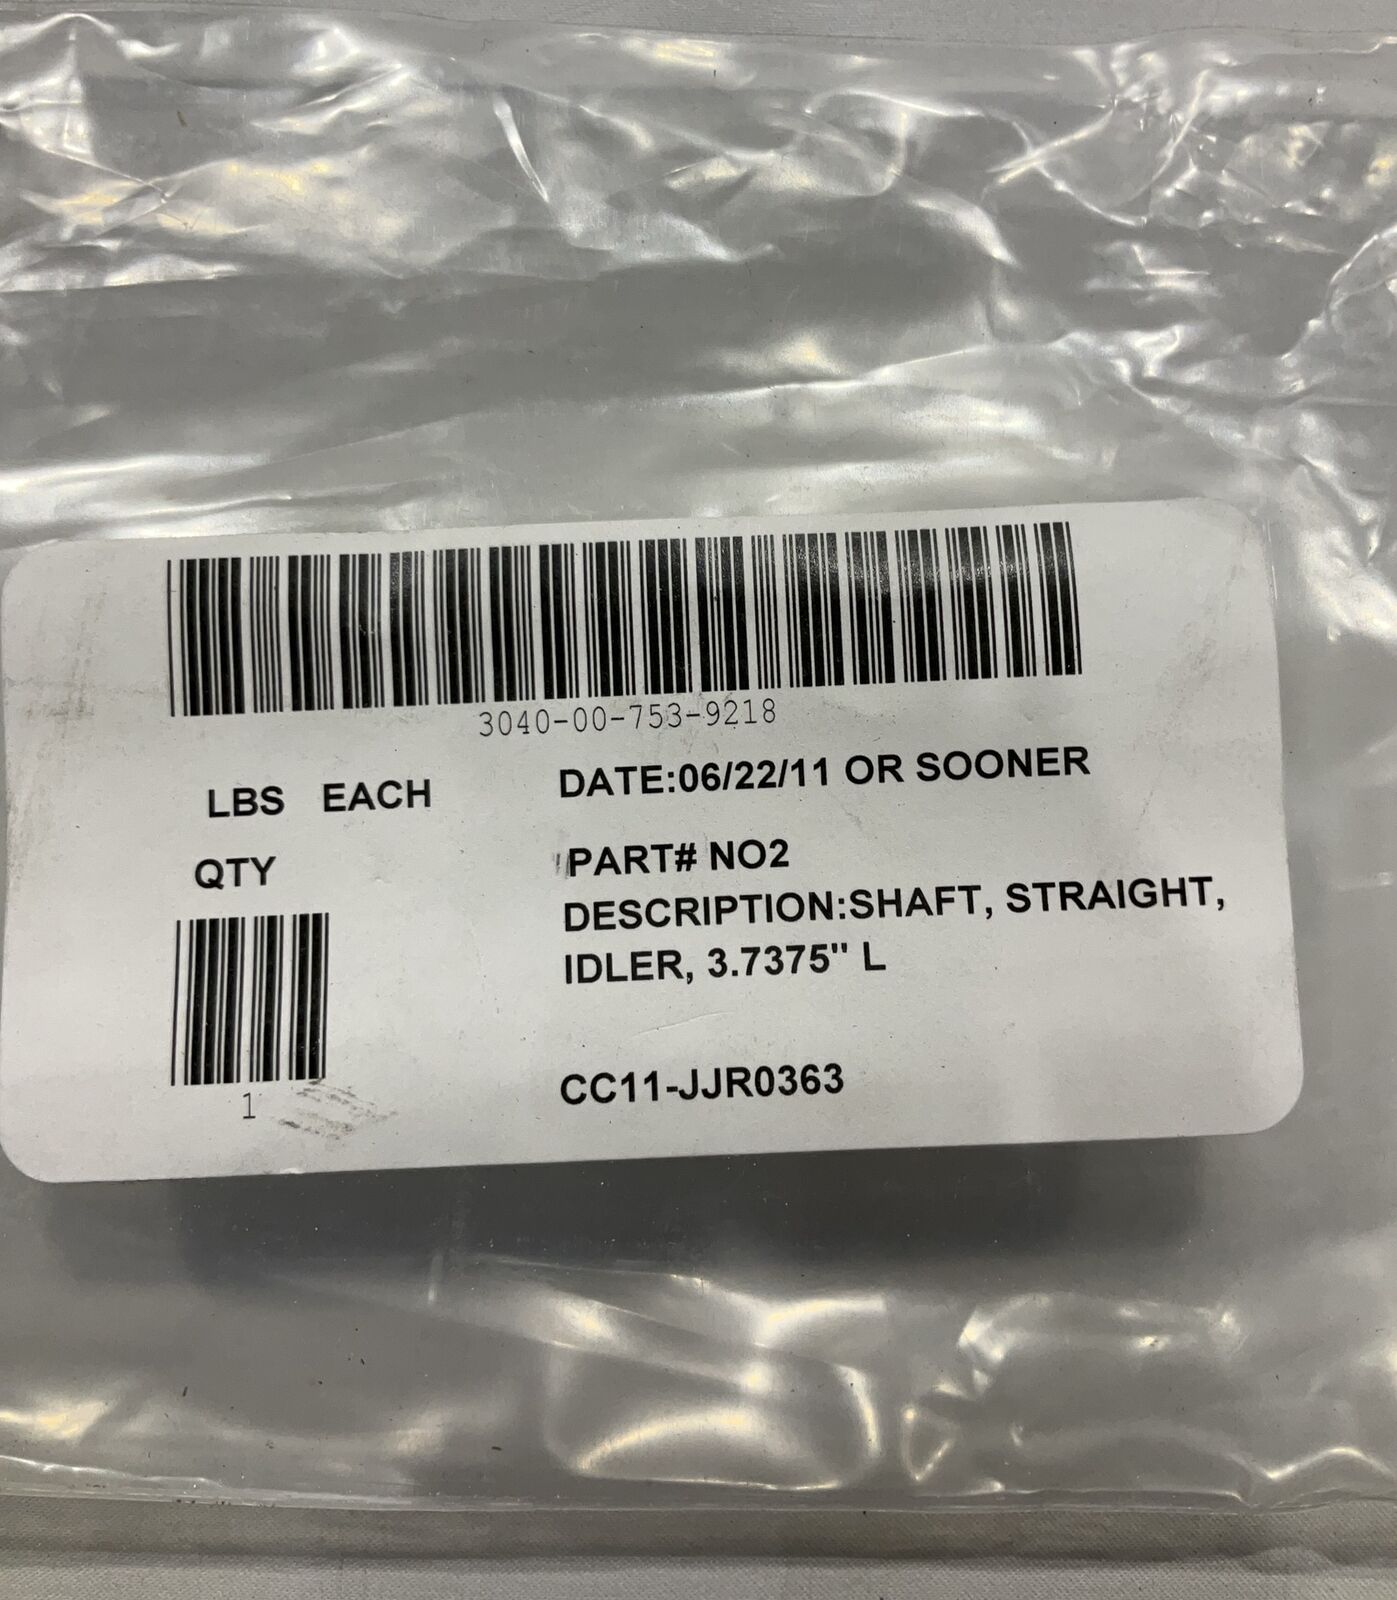 3040-00-753-9218
LBS EACH
DATE:06/22/11 OR SOONER
QTY
PART# NO2
DESCRIPTION:SHAFT, STRAIGHT,
IDLER, 3.7375" L
1
CC11-JJR0363